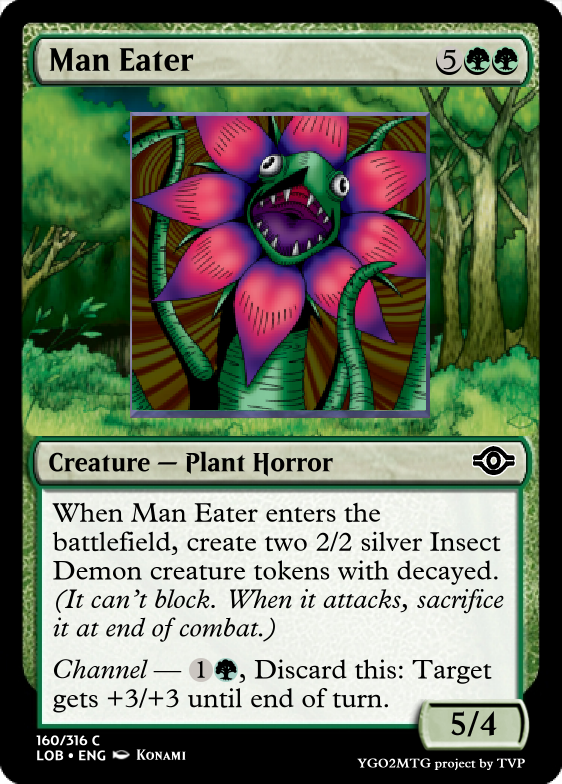 Man Eater 5
Creature — Plant Horror
When Man Eater enters the
battlefield, create two 2/2 silver Insect
Demon creature tokens with decayed.
(It can't block. When it attacks, sacrifice
it at end of combat.)
Channel — 1, Discard this: Target
gets +3/+3 until end of turn.
5/4
160/316 C
LOB • ENG Konami
YGO2MTG project by TVP